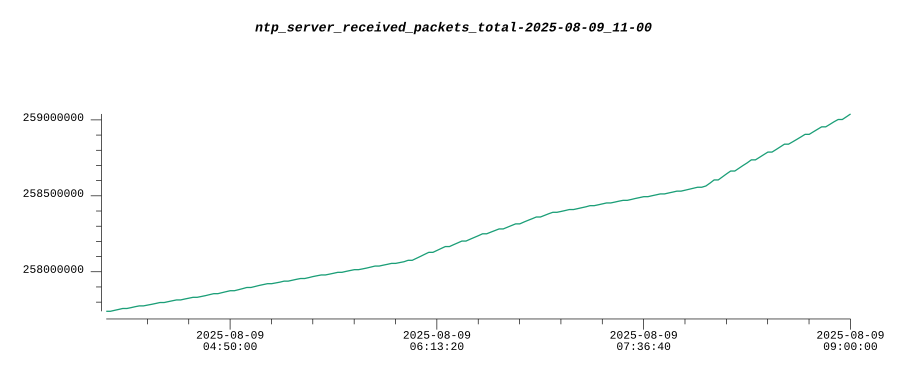 ntp_server_received_packets_total-2025-08-09_11-00
259000000
258500000
258000000
2025-08-09 2025-08-09 2025-08-09 2025-08-09
04:50:00 06:13:20 07:36:40 09:00:00